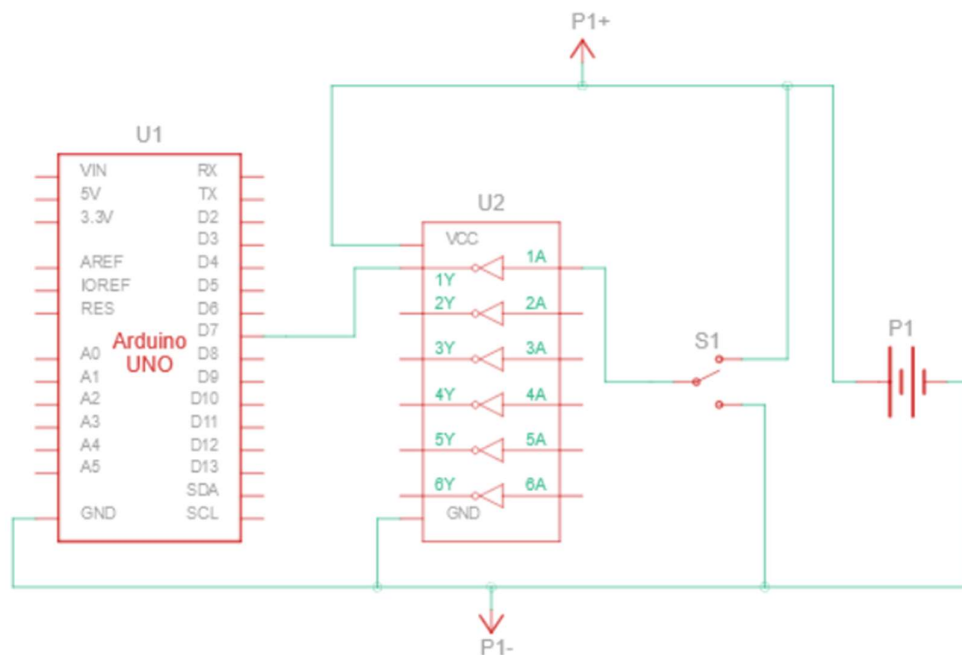 P1+
U1
VIN RX
5V TX
3.3V D2
D3
AREF D4
IOREF D5
RES D6
D7
Arduino
UNO
A0 D8
A1 D9
A2 D10
A3 D11
A4 D12
A5 D13
SDA
GND SCL
U2
VCC
1A
1Y
2Y 2A
3Y 3A
4Y 4A
5Y 5A
6Y 6A
GND
S1
P1
P1-